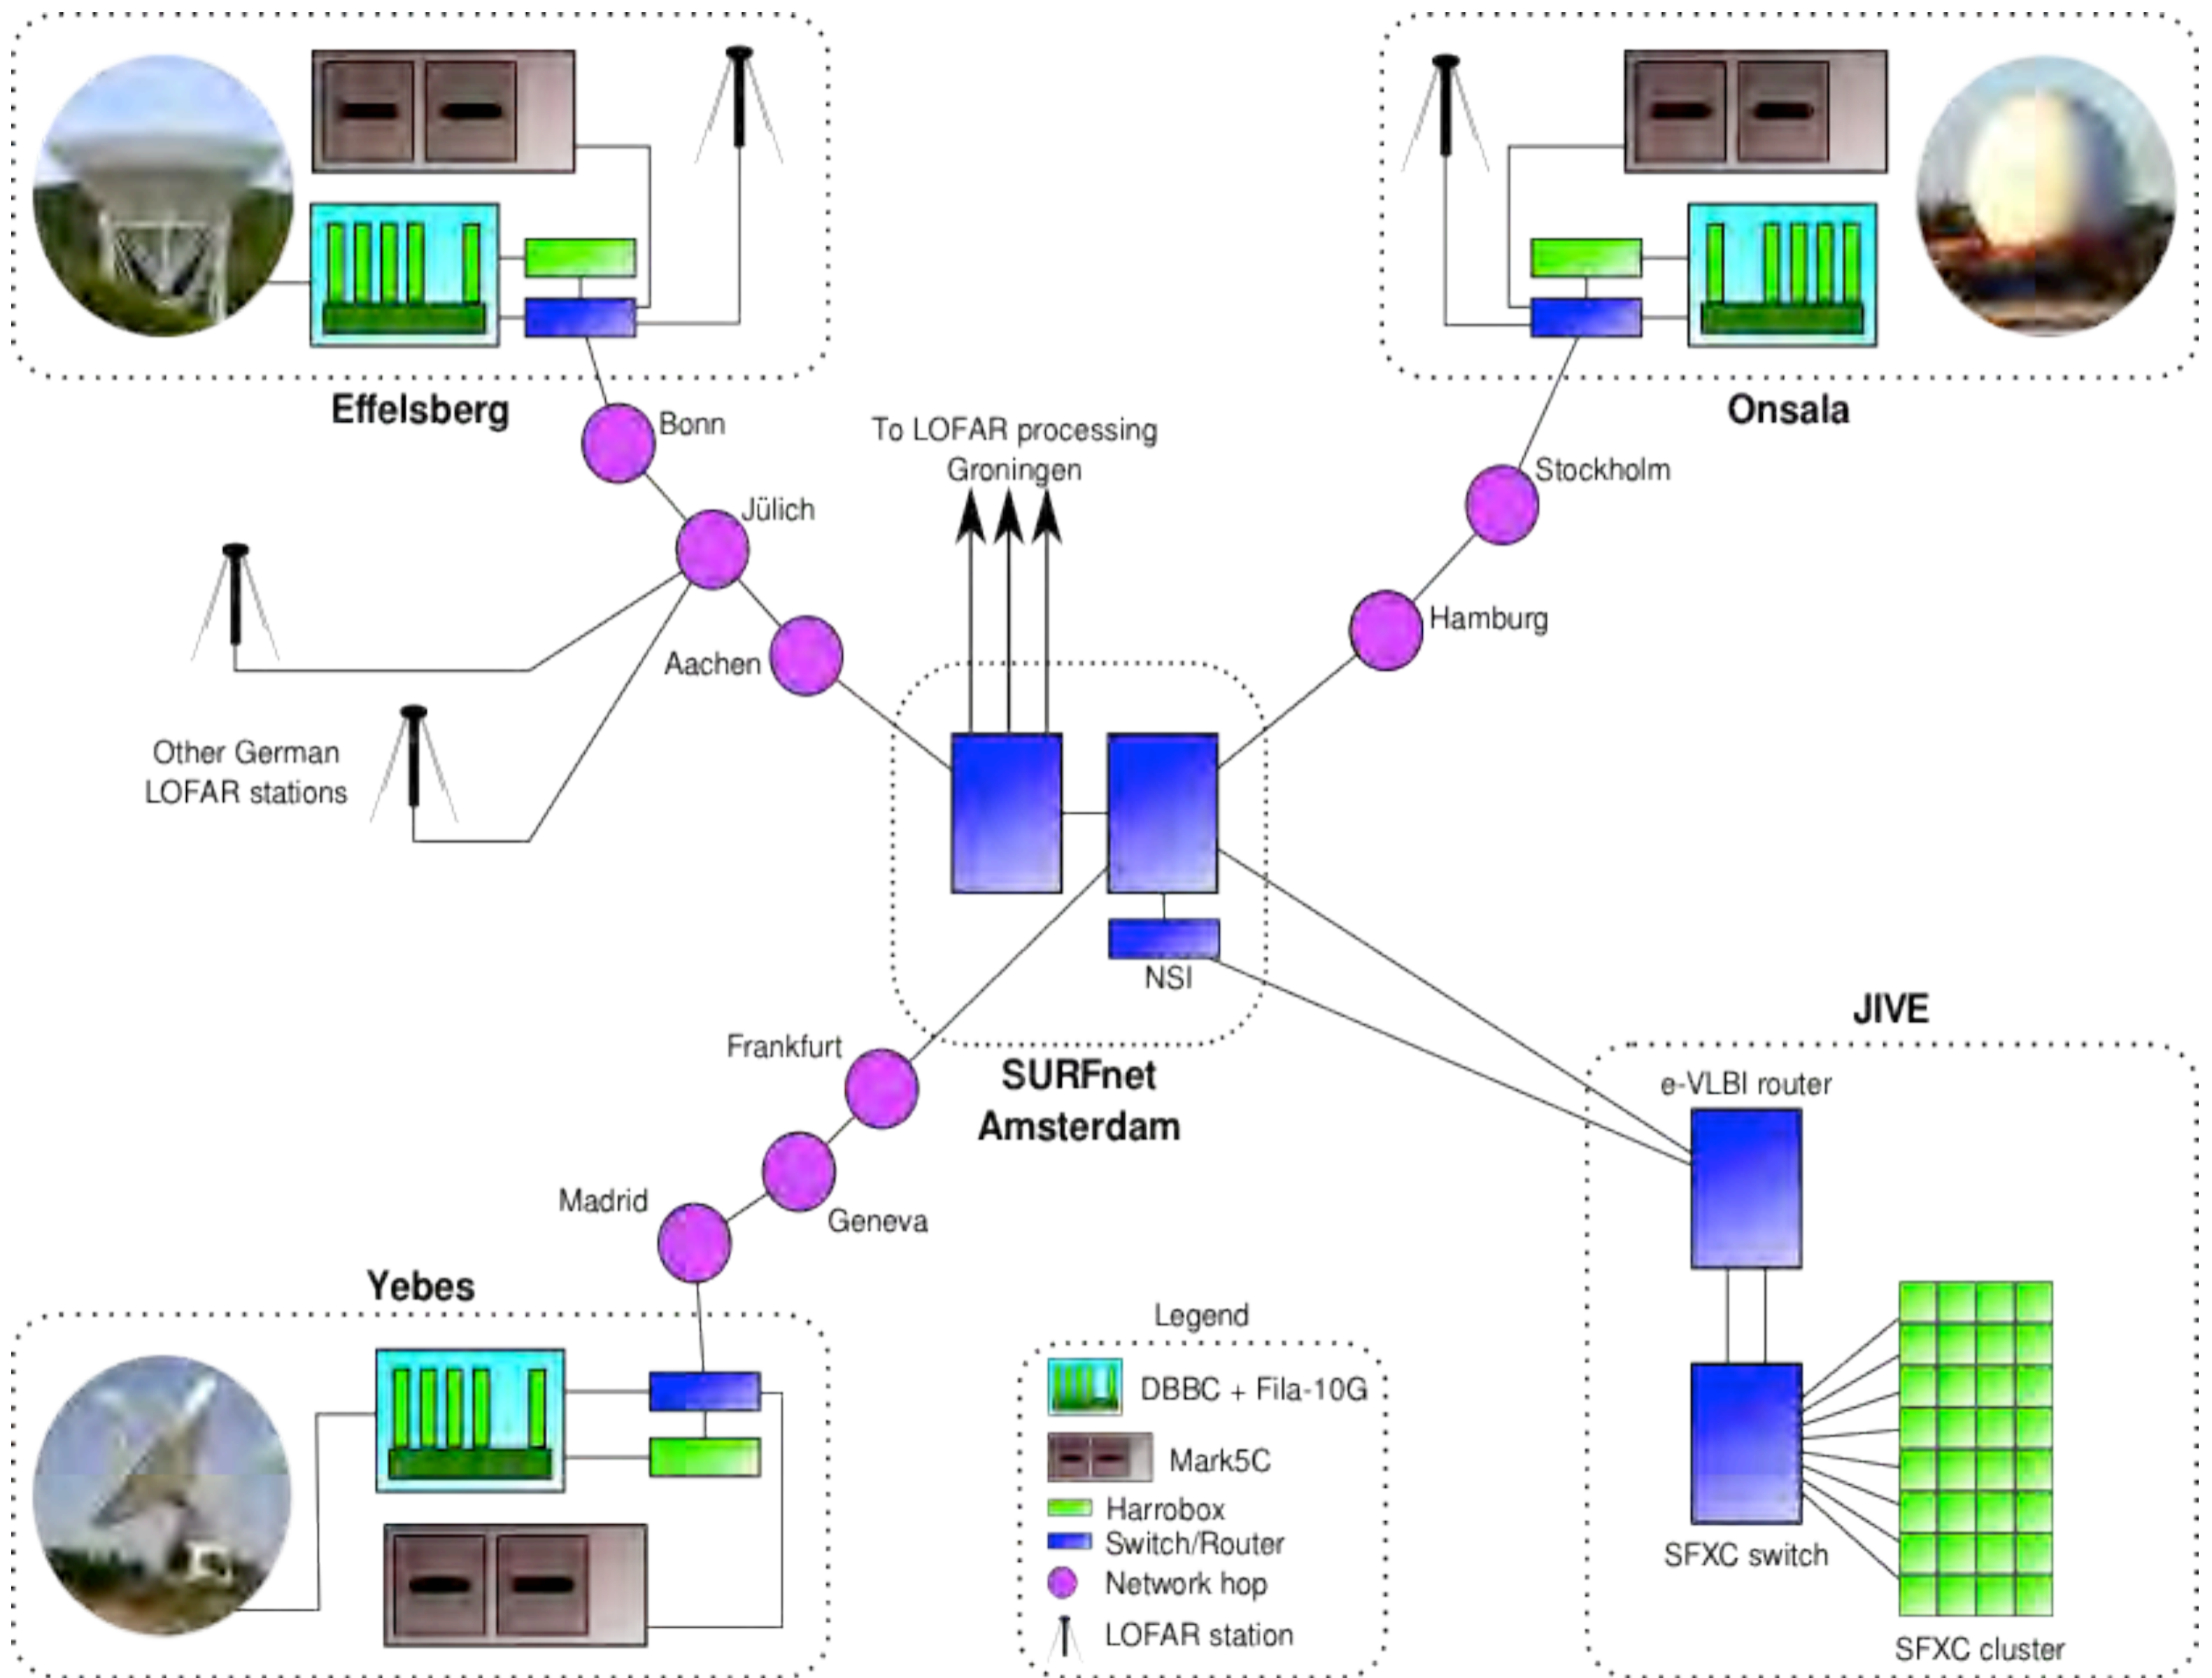 Effelsberg
Onsala
Bonn
To LOFAR processing
Groningen
Stockholm
Jülich
Hamburg
Aachen
Other German
LOFAR stations
NSI
JIVE
Frankfurt
SURFnet
Amsterdam
e-VLBI router
Madrid
Geneva
Yebes
Legend
DBBC + Fila-10G
Mark5C
Harrobox
Switch/Router
Network hop
LOFAR station
SFXC switch
SFXC cluster